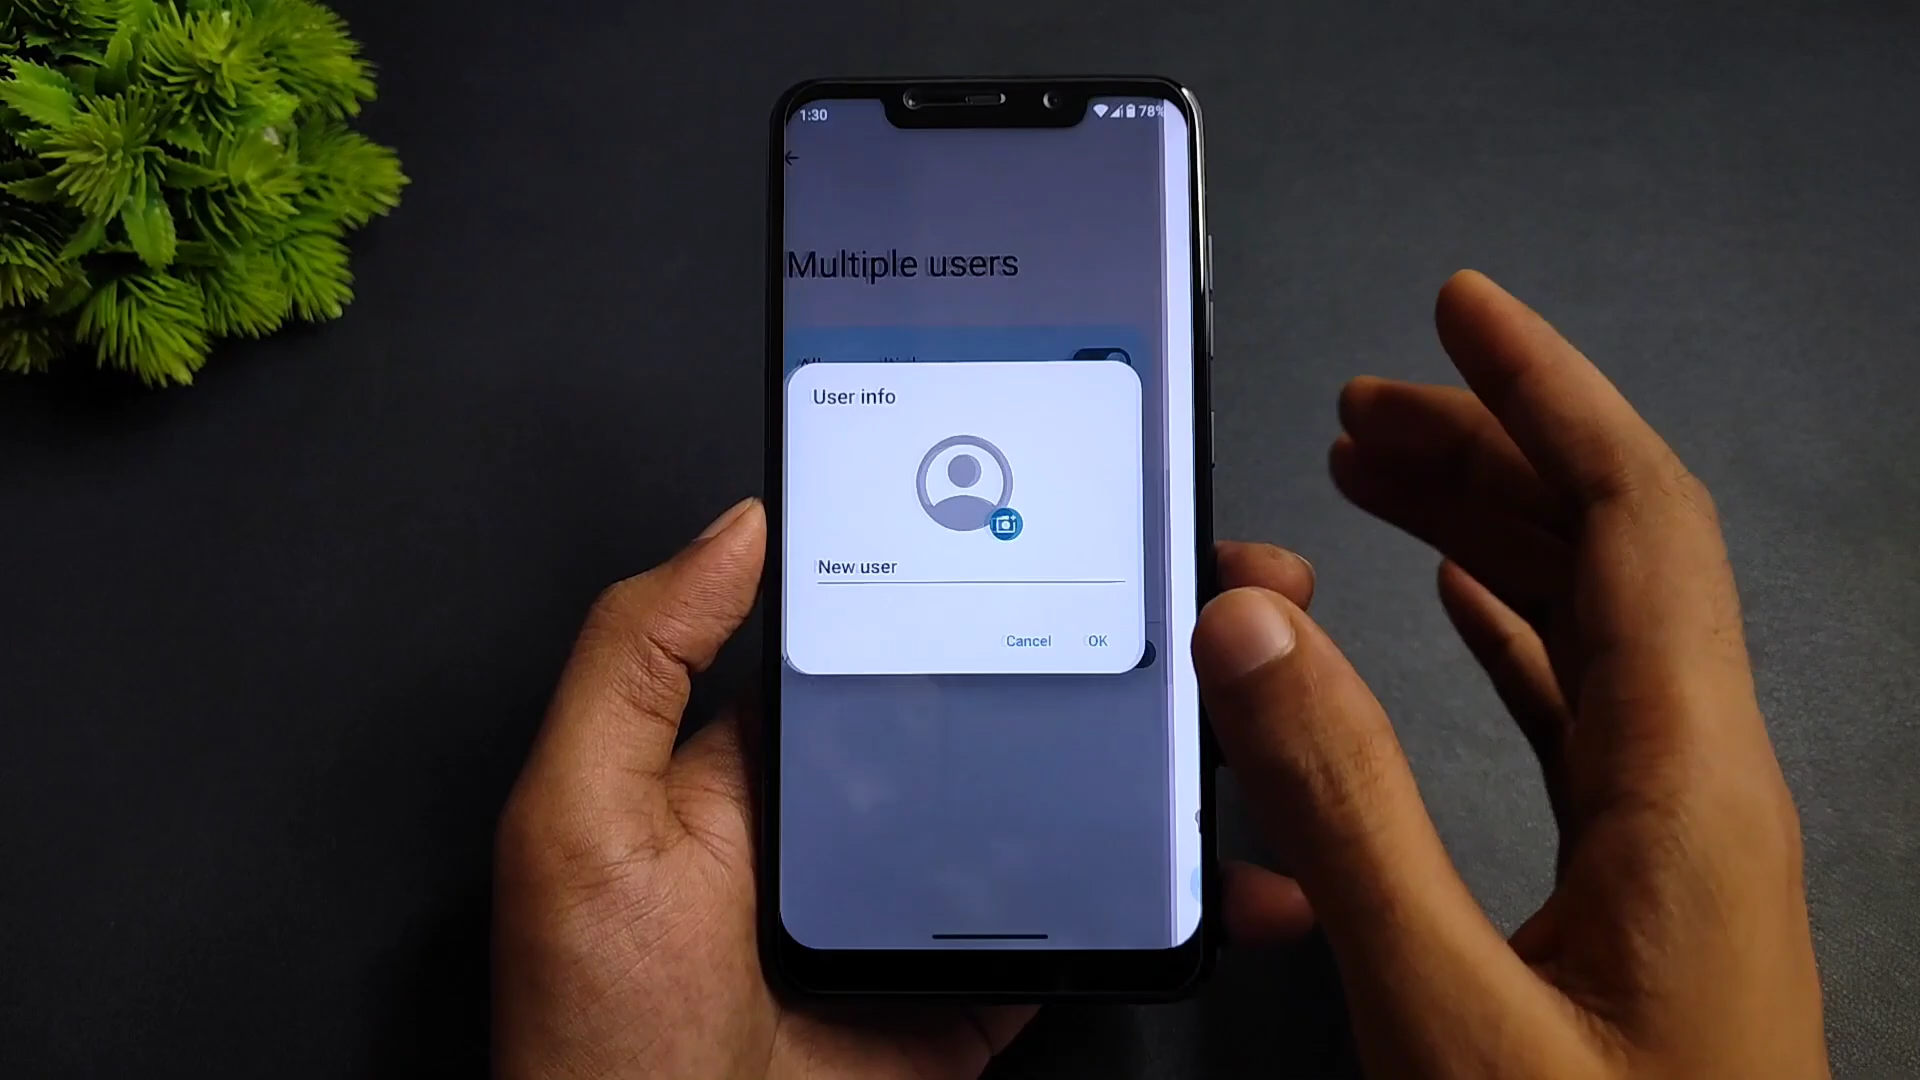 1:30
78%
Multiple users
User info
New user
Cancel
OK